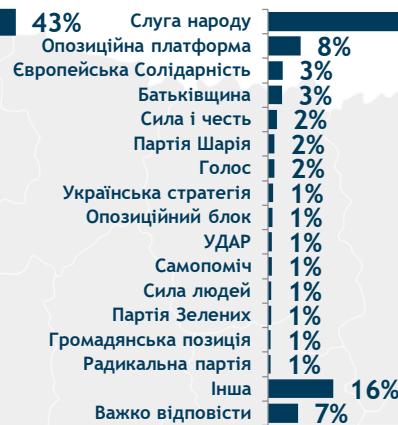 43% Слуга народу
Опозиційна платформа 8%
Європейська Солідарність 3%
Батьківщина 3%
Сила і честь 2%
Партія Шарія 2%
Голос 2%
Українська стратегія 1%
Опозиційний блок 1%
УДАР 1%
Самопоміч 1%
Сила людей 1%
Партія Зелених 1%
Громадянська позиція 1%
Радикальна партія 1%
Інша 16%
Важко відповісти 7%